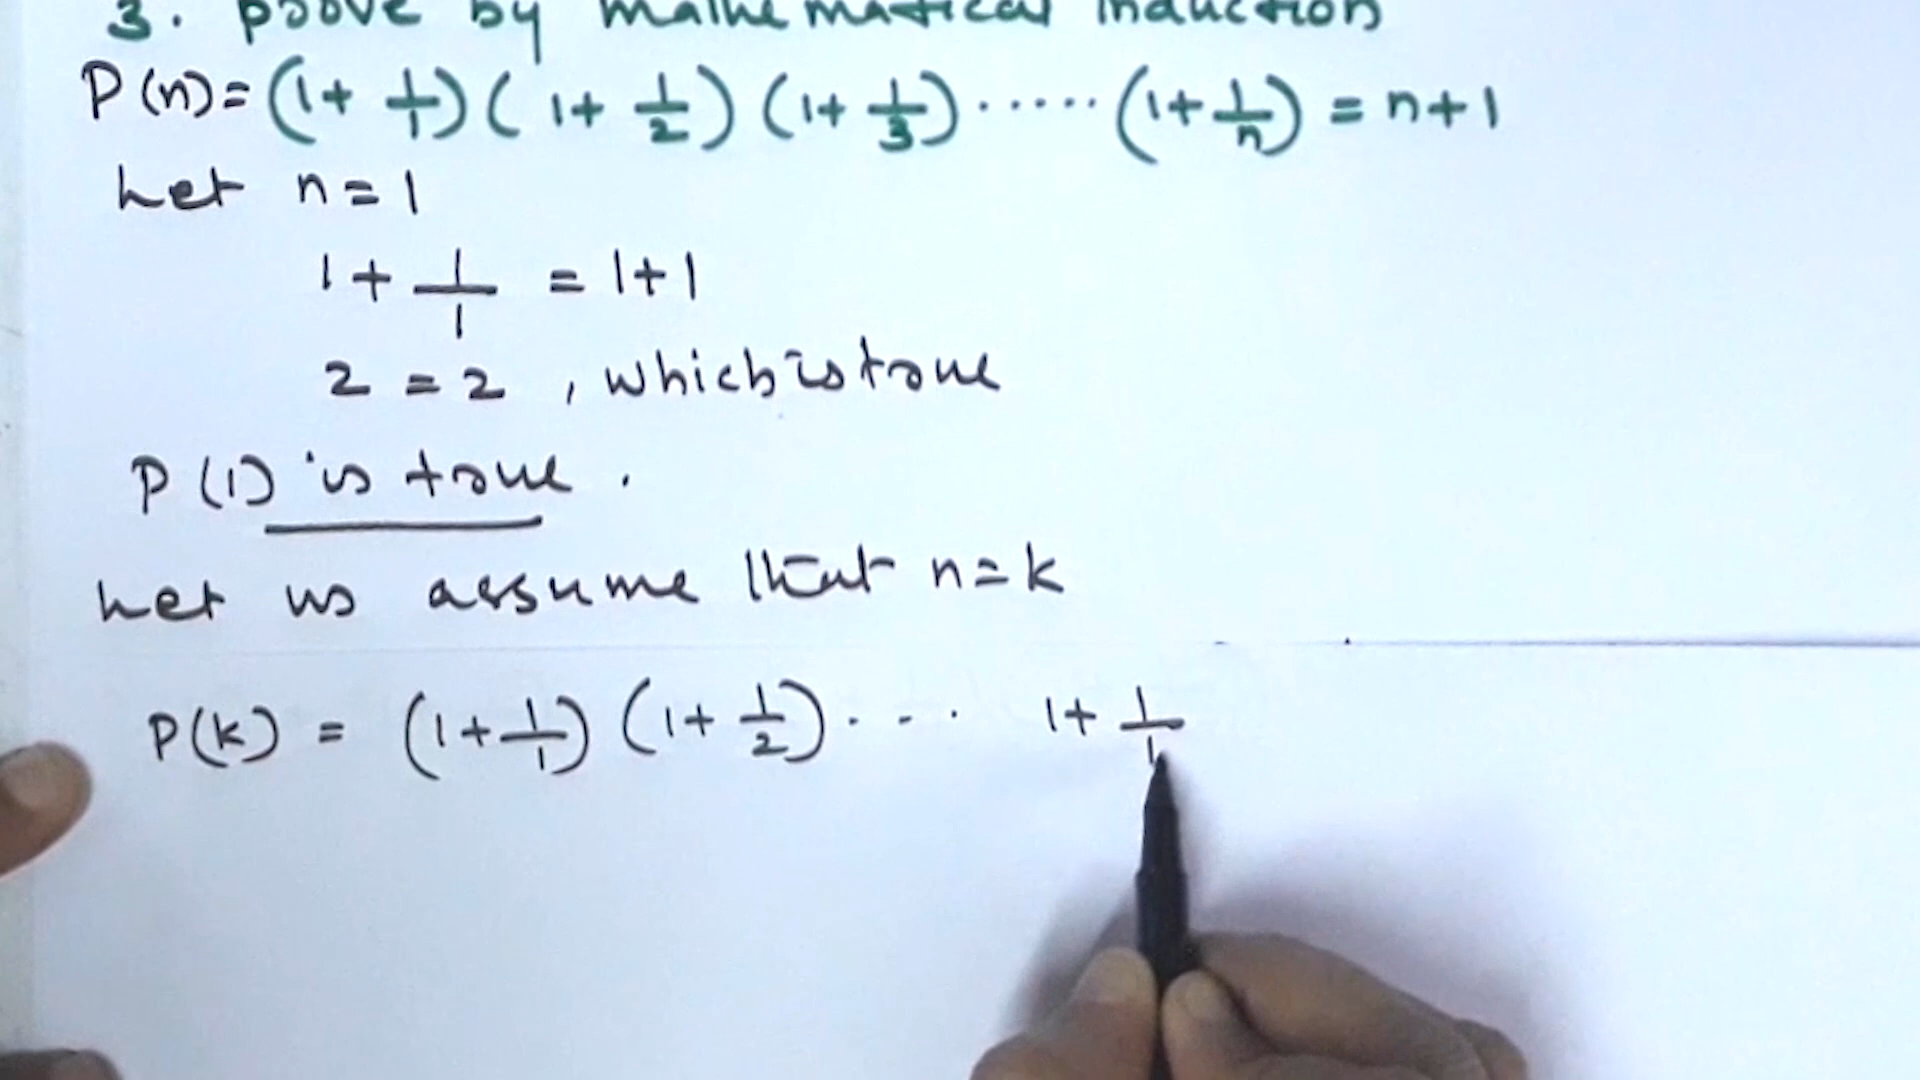 3. prove by mathematical induction
P(n)= (1+ 1/1) ( 1+ 1/2) (1+ 1/3) ..... (1+ 1/n) = n+1
Let n=1
1+ 1/1 = 1+1
2 = 2 , which is true
P(1) is true .
Let us assume that n=k
P(k) = (1+ 1/1) (1+ 1/2) . - . 1+ 1/